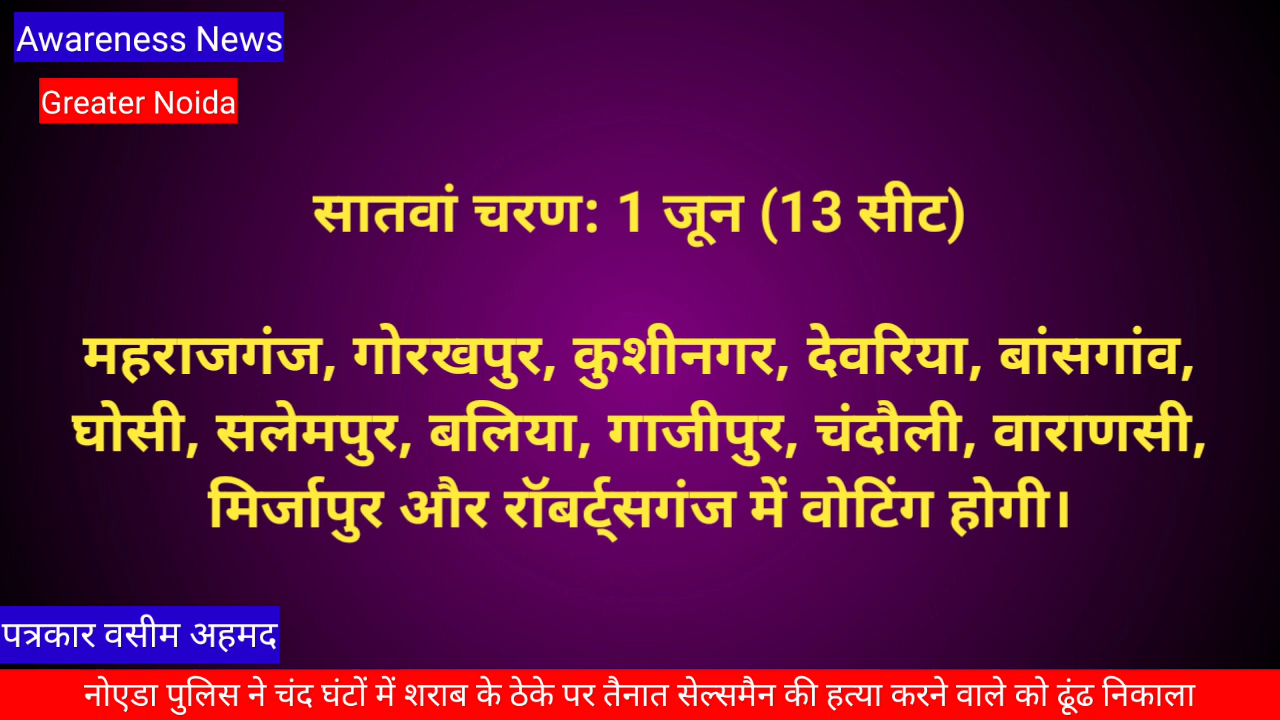 Awareness News
Greater Noida
सातवां चरण: 1 जून (13 सीट)
महराजगंज, गोरखपुर, कुशीनगर, देवरिया, बांसगांव,
घोसी, सलेमपुर, बलिया, गाजीपुर, चंदौली, वाराणसी,
मिर्जापुर और रॉबर्ट्सगंज में वोटिंग होगी।
पत्रकार वसीम अहमद
नोएडा पुलिस ने चंद घंटों में शराब के ठेके पर तैनात सेल्समैन की हत्या करने वाले को ढूंढ निकाला